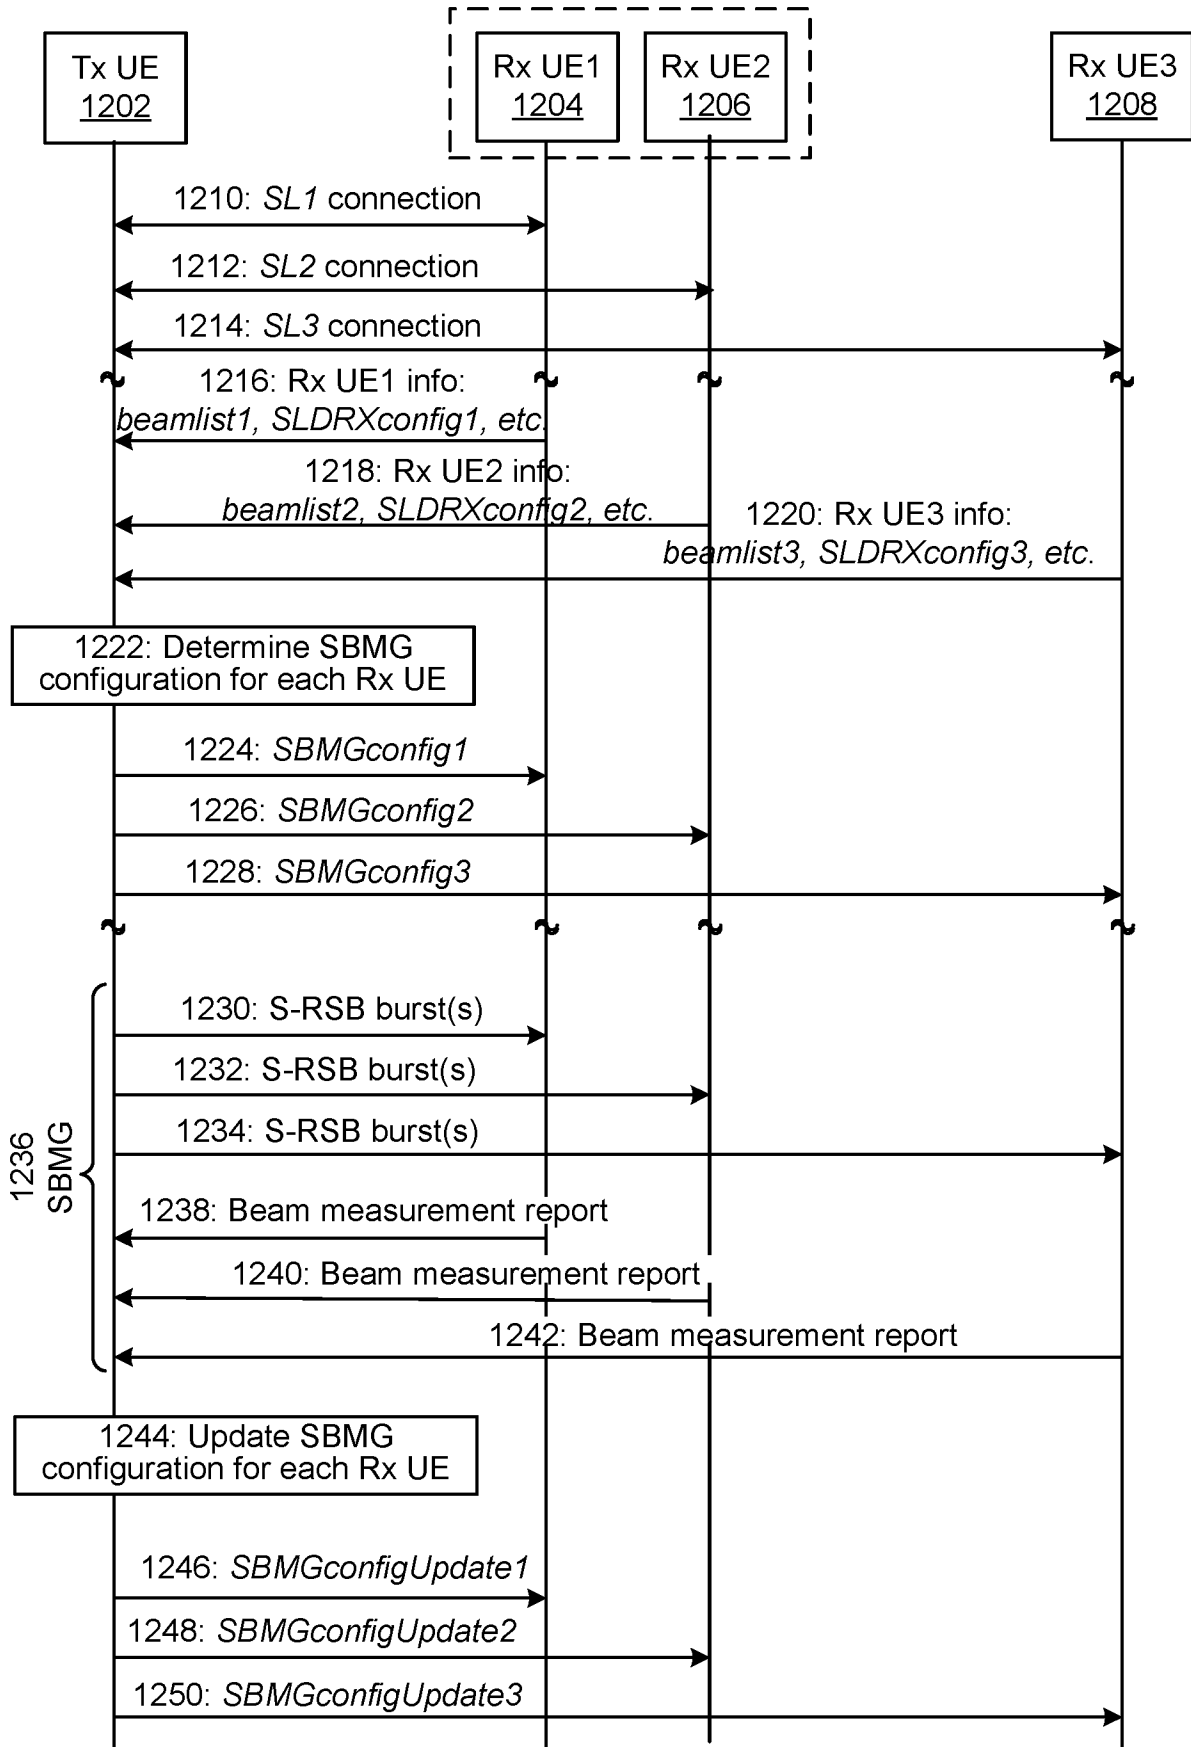 Tx UE
1202
Rx UE1
1204
Rx UE2
1206
Rx UE3
1208
1210: SL1 connection
1212: SL2 connection
1214: SL3 connection
1216: Rx UE1 info:
beamlist1, SLDRXconfig1, etc.
1218: Rx UE2 info:
beamlist2, SLDRXconfig2, etc.
1220: Rx UE3 info:
beamlist3, SLDRXconfig3, etc.
1222: Determine SBMG
configuration for each Rx UE
1224: SBMGconfig1
1226: SBMGconfig2
1228: SBMGconfig3
1230: S-RSB burst(s)
1232: S-RSB burst(s)
1234: S-RSB burst(s)
1236
SBMG
1238: Beam measurement report
1240: Beam measurement report
1242: Beam measurement report
1244: Update SBMG
configuration for each Rx UE
1246: SBMGconfigUpdate1
1248: SBMGconfigUpdate2
1250: SBMGconfigUpdate3